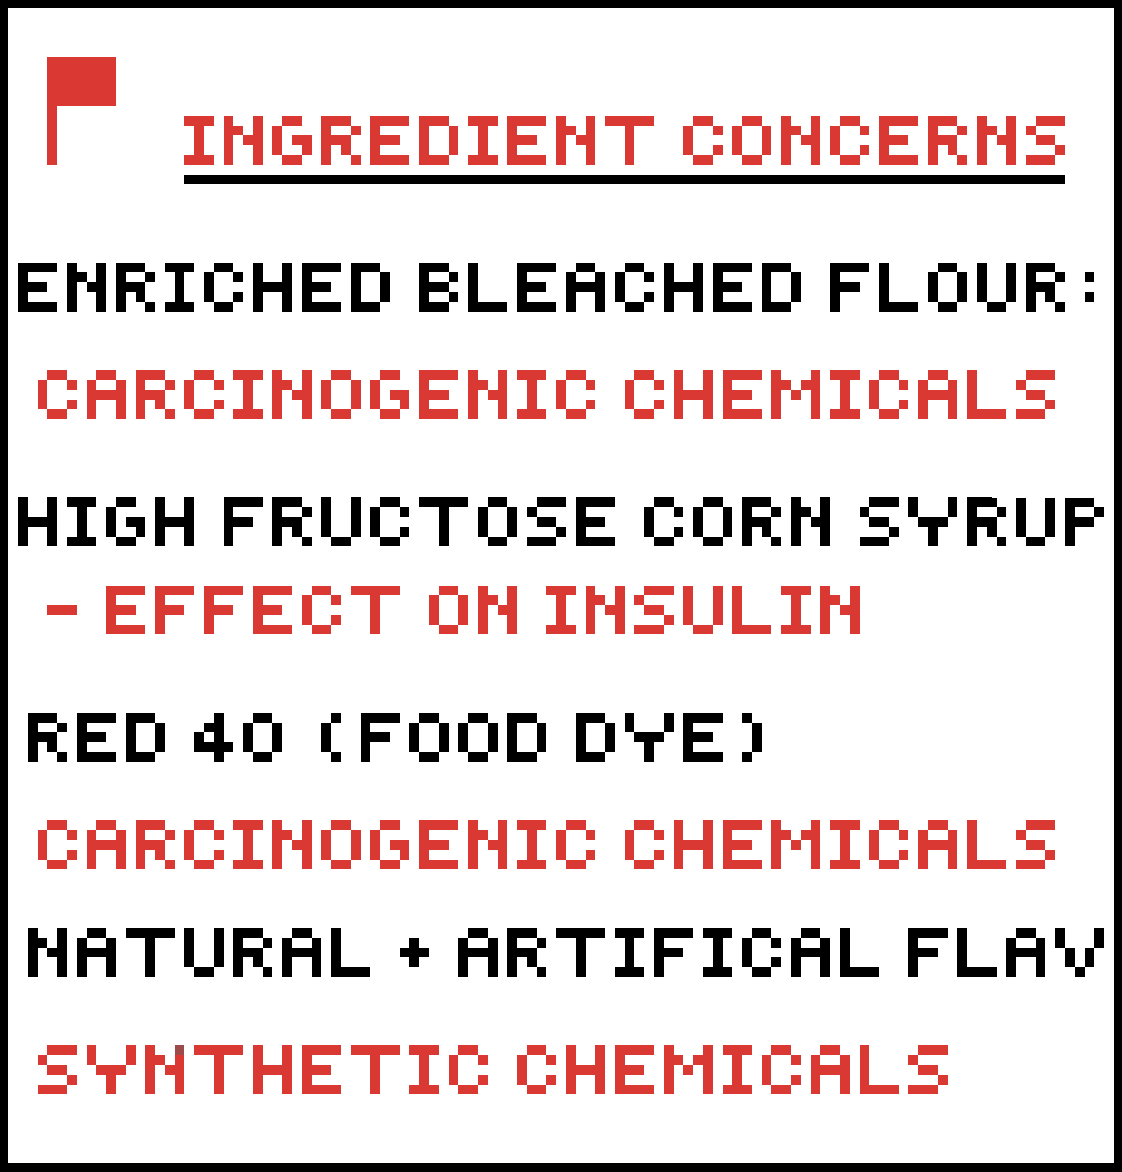 INGREDIENT CONCERNS
ENRICHED BLEACHED FLOUR:
CARCINOGENIC CHEMICALS
HIGH FRUCTOSE CORN SYRUP
- EFFECT ON INSULIN
RED 40 (FOOD DYE)
CARCINOGENIC CHEMICALS
NATURAL + ARTIFICAL FLAV
SYNTHETIC CHEMICALS